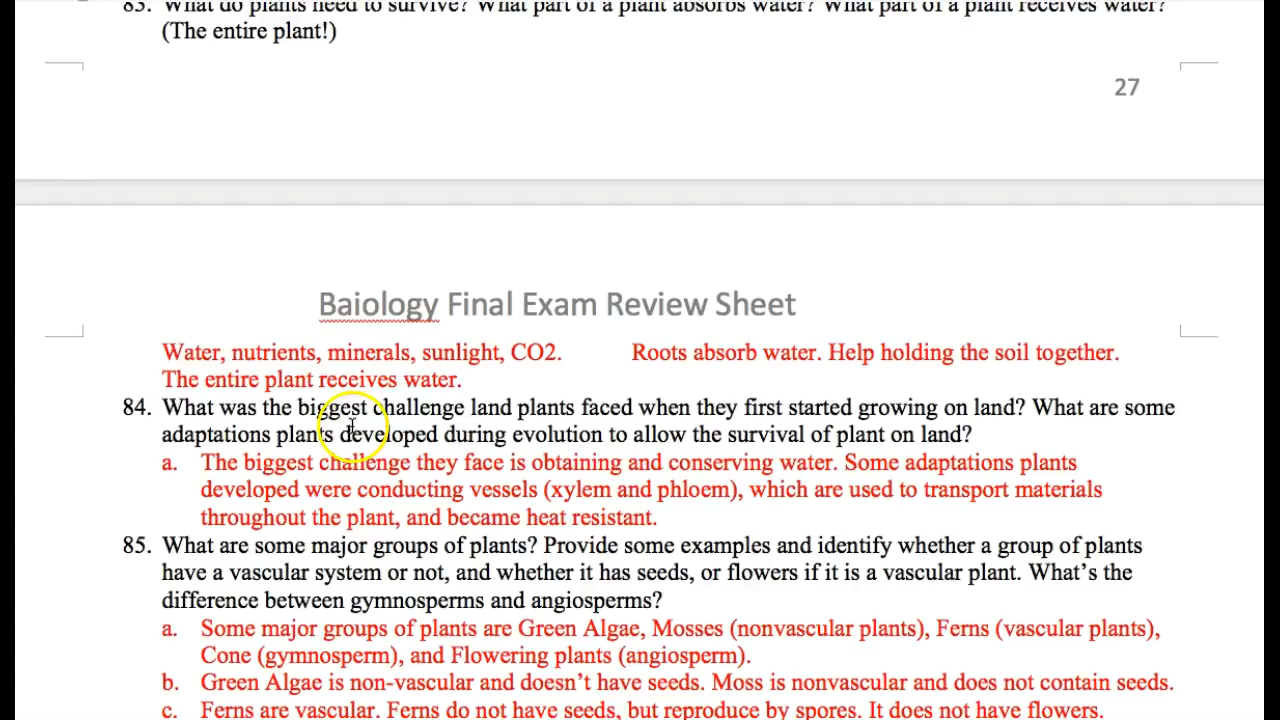 83. What do plants need to survive? What part of a plant absorbs water? What part of a plant receives water?
(The entire plant!)
27
Baiology Final Exam Review Sheet
Water, nutrients, minerals, sunlight, CO2. Roots absorb water. Help holding the soil together.
The entire plant receives water.
84. What was the biggest challenge land plants faced when they first started growing on land? What are some
adaptations plants developed during evolution to allow the survival of plant on land?
a. The biggest challenge they face is obtaining and conserving water. Some adaptations plants
developed were conducting vessels (xylem and phloem), which are used to transport materials
throughout the plant, and became heat resistant.
85. What are some major groups of plants? Provide some examples and identify whether a group of plants
have a vascular system or not, and whether it has seeds, or flowers if it is a vascular plant. What’s the
difference between gymnosperms and angiosperms?
a. Some major groups of plants are Green Algae, Mosses (nonvascular plants), Ferns (vascular plants),
Cone (gymnosperm), and Flowering plants (angiosperm).
b. Green Algae is non-vascular and doesn’t have seeds. Moss is nonvascular and does not contain seeds.
c. Ferns are vascular. Ferns do not have seeds, but reproduce by spores. It does not have flowers.